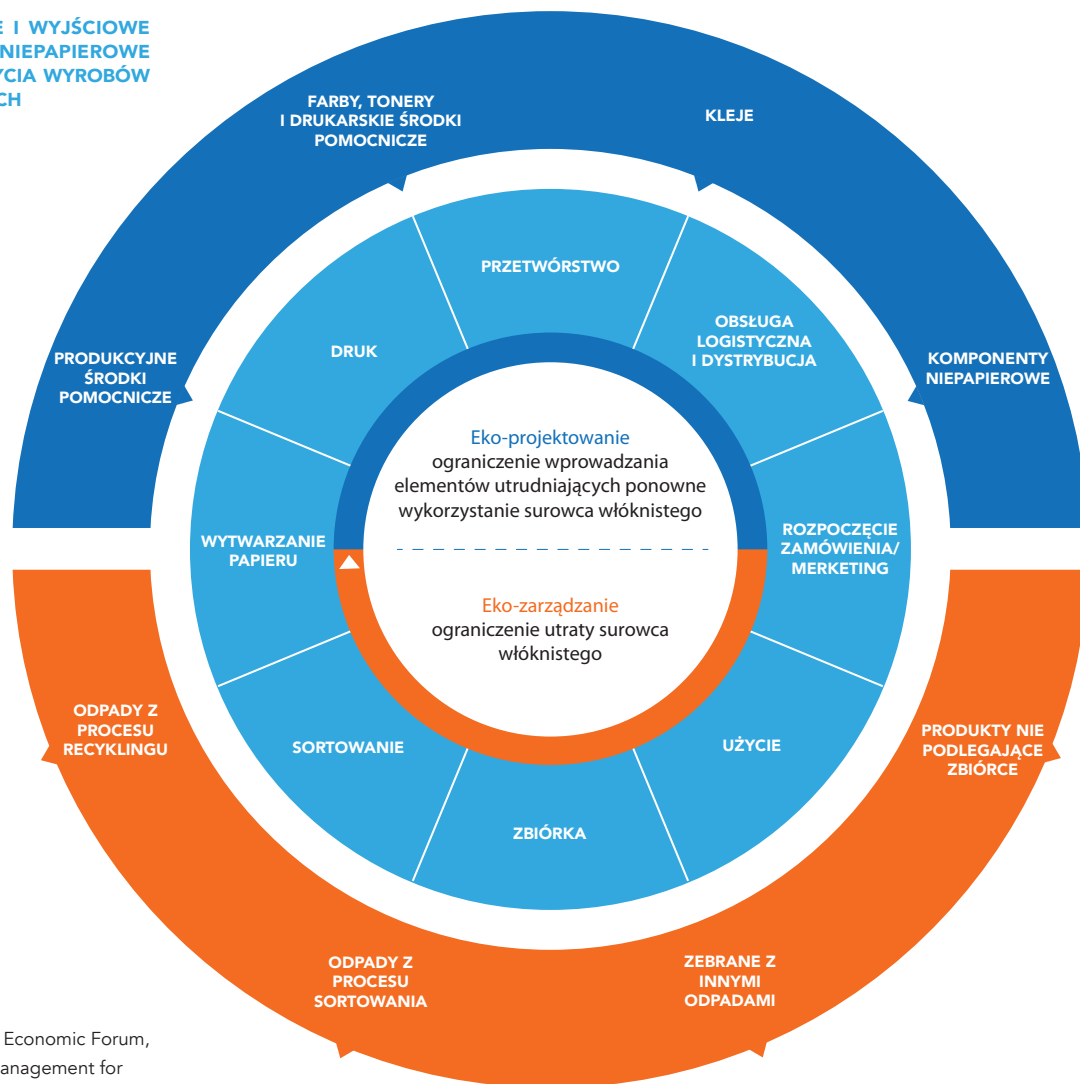 I WYJŚCIOWE
NIEPAPIEROWE
WYROBÓW
FARBY, TONERY
I DRUKARSKIE ŚRODKI
POMOCNICZE
KLEJE
PRODUKCYJNE
ŚRODKI
POMOCNICZE
KOMPONENTY
NIEPAPIEROWE
PRZETWÓRSTWO
DRUK
OBSŁUGA
LOGISTYCZNA
I DYSTRYBUCJA
WYTWARZANIE
PAPIERU
ROZPOCZĘCIE
ZAMÓWIENIA/
MERKETING
Eko-projektowanie
ograniczenie wprowadzania
elementów utrudniających ponowne
wykorzystanie surowca włóknistego
Eko-zarządzanie
ograniczenie utraty surowca
włóknistego
SORTOWANIE
UŻYCIE
ZBIÓRKA
ODPADY Z
PROCESU
RECYKLINGU
PRODUKTY NIE
PODLEGAJĄCE
ZBIÓRCE
ODPADY Z
PROCESU
SORTOWANIA
ZEBRANE Z
INNYMI
ODPADAMI
Economic Forum,
for